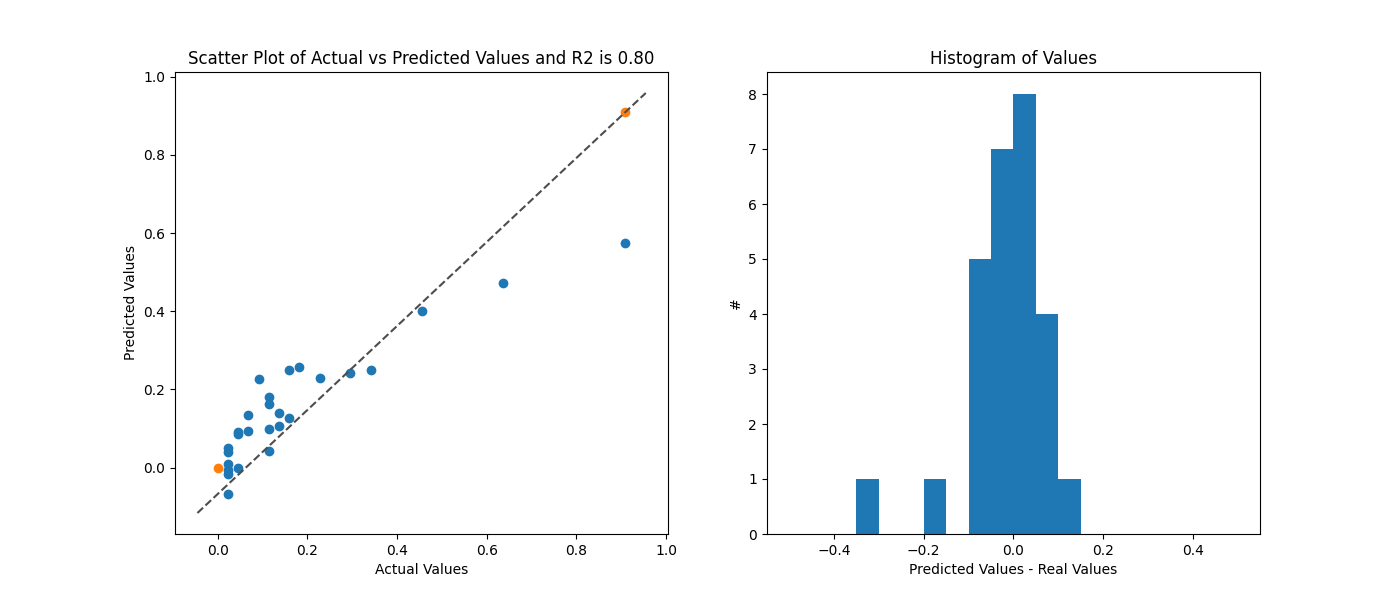 Scatter Plot of Actual vs Predicted Values and R2 is 0.80
1.0
0.8
0.6
0.4
0.2
0.0
Predicted Values
0.0 0.2 0.4 0.6 0.8 1.0
Actual Values
Histogram of Values
8
7
6
5
4
3
2
1
0
#
−0.4 −0.2 0.0 0.2 0.4
Predicted Values - Real Values